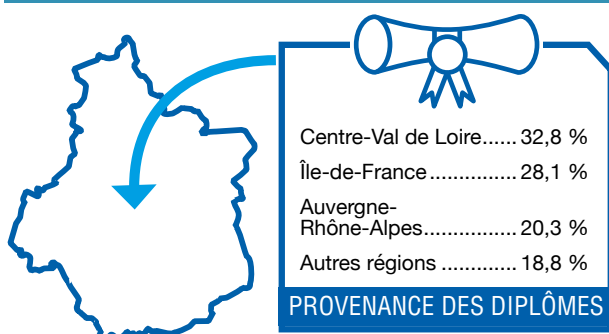 Centre-Val de Loire...... 32,8 %
Île-de-France............... 28,1 %
Auvergne-
Rhône-Alpes............... 20,3 %
Autres régions ............. 18,8 %
PROVENANCE DES DIPLÔMES